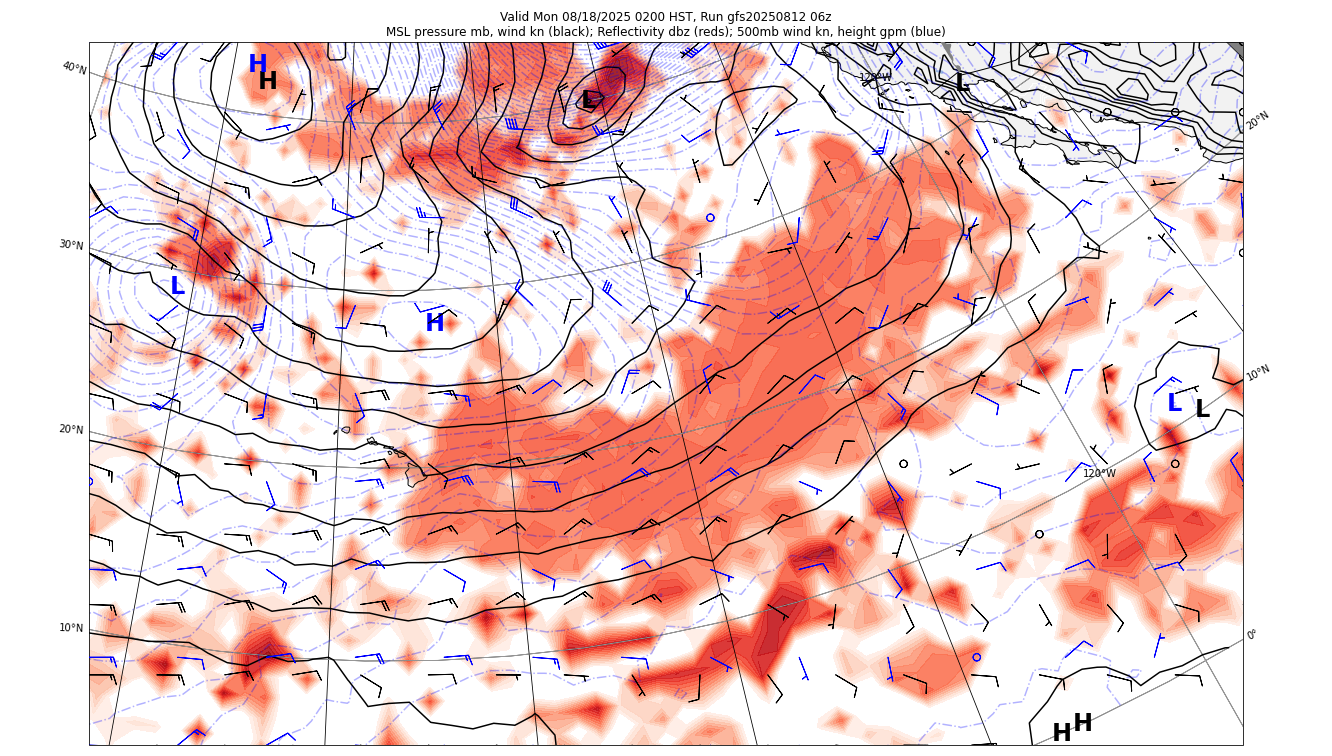 Valid Mon 08/18/2025 0200 HST, Run gfs20250812 06z
MSL pressure mb, wind kn (black); Reflectivity dbz (reds); 500mb wind kn, height gpm (blue)
H
H
L
120°W
L
40°N
20°N
30°N
L
H
10°N
L
L
20°N
120°W
10°N
0°
H
H